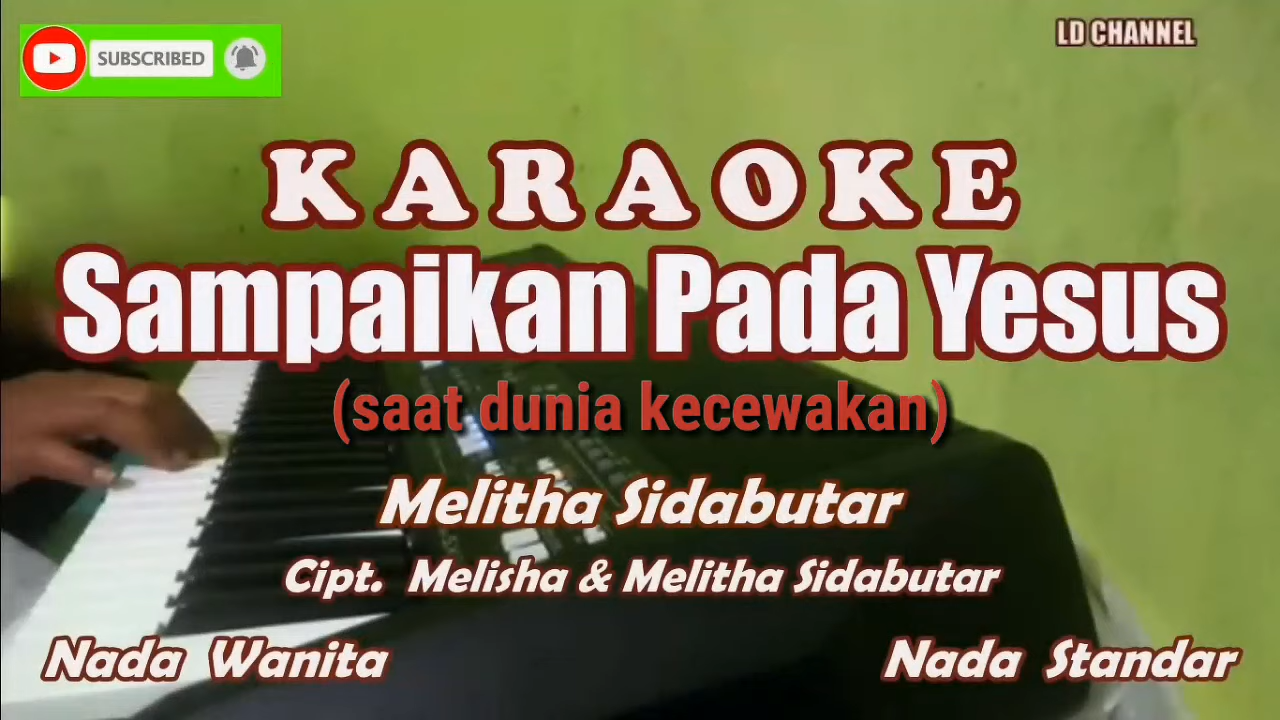 SUBSCRIBED
LD CHANNEL
KARAOKE
Sampaikan Pada Yesus
(saat dunia kecewakan)
Melitha Sidabutar
Cipt. Melisha & Melitha Sidabutar
Nada Wanita
Nada Standar